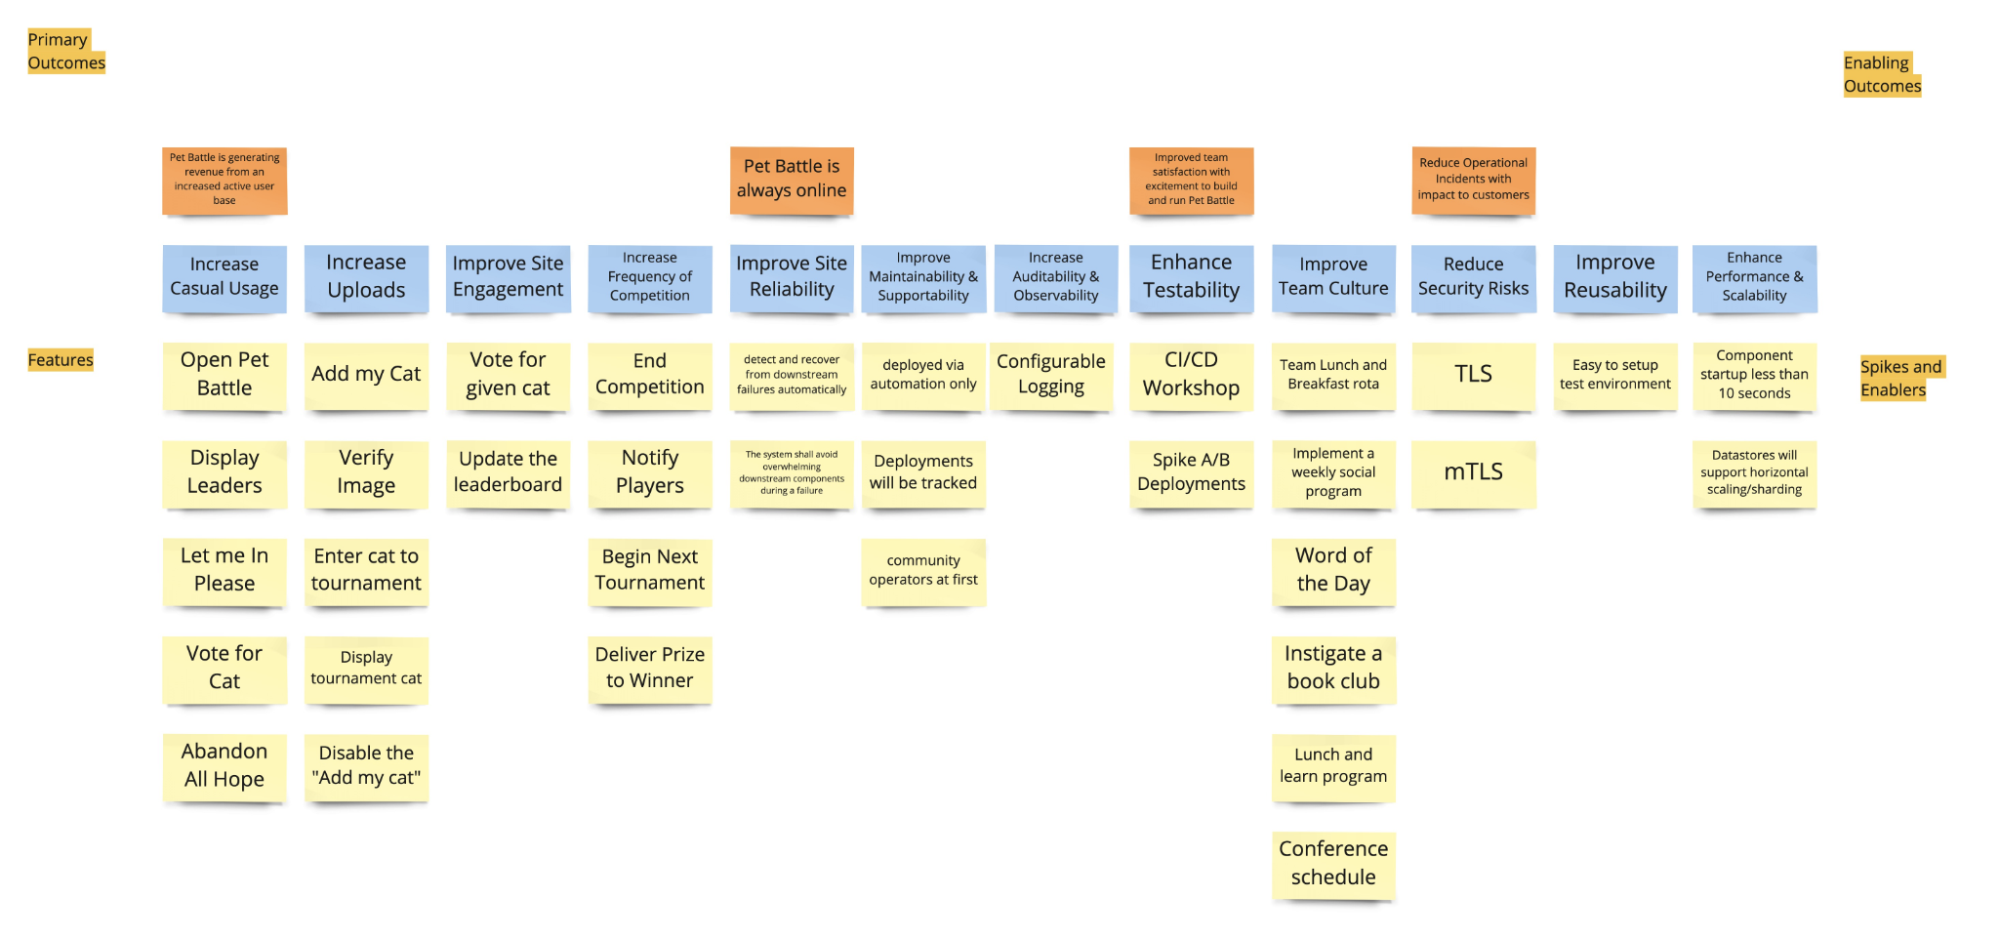 Primary
Outcomes
Enabling
Outcomes
Pet Battle is generating
revenue from an
increased active user
base
Pet Battle is
always online
Improved team
satisfaction with
excitement to build
and run Pet Battle
Reduce Operational
Incidents with
impact to customers
Increase
Casual Usage
Increase
Uploads
Improve Site
Engagement
Increase
Frequency of
Competition
Improve Site
Reliability
Improve
Maintainability &
Supportability
Increase
Auditability &
Observability
Enhance
Testability
Improve
Team Culture
Reduce
Security Risks
Improve
Reusability
Enhance
Performance &
Scalability
Features
Open Pet
Battle
Add my Cat
Vote for
given cat
End
Competition
detect and recover
from downstream
failures automatically
deployed via
automation only
Configurable
Logging
CI/CD
Workshop
Team Lunch and
Breakfast rota
TLS
Easy to setup
test environment
Component
startup less than
10 seconds
Spikes and
Enablers
Display
Leaders
Verify
Image
Update the
leaderboard
Notify
Players
The system shall avoid
overwhelming
downstream components
during a failure
Deployments
will be tracked
Spike A/B
Deployments
Implement a
weekly social
program
mTLS
Datastores will
support horizontal
scaling/sharding
Let me In
Please
Enter cat to
tournament
Begin Next
Tournament
community
operators at first
Word of
the Day
Vote for
Cat
Display
tournament cat
Deliver Prize
to Winner
Instigate a
book club
Abandon
All Hope
Disable the
"Add my cat"
Lunch and
learn program
Conference
schedule